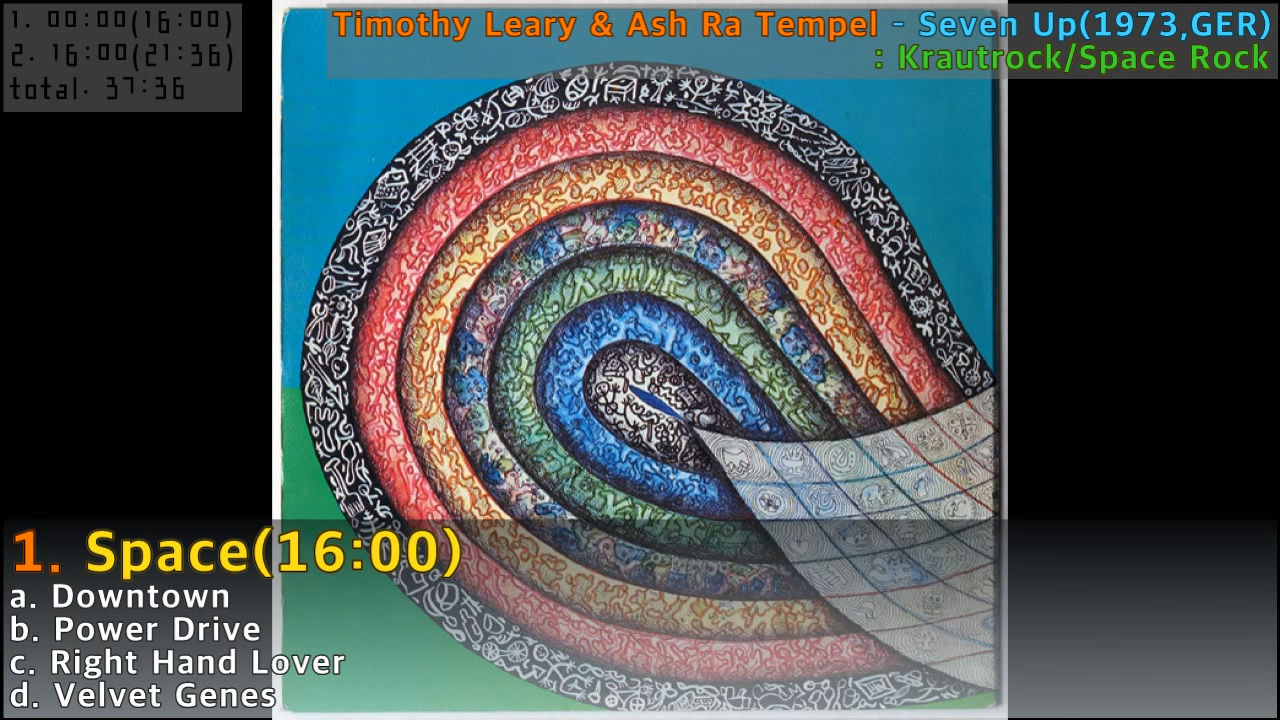 1. 00:00(16:00)
2. 16:00(21:36)
total. 37:36
Timothy Leary & Ash Ra Tempel - Seven Up(1973,GER)
: Krautrock/Space Rock
1. Space(16:00)
a. Downtown
b. Power Drive
c. Right Hand Lover
d. Velvet Genes